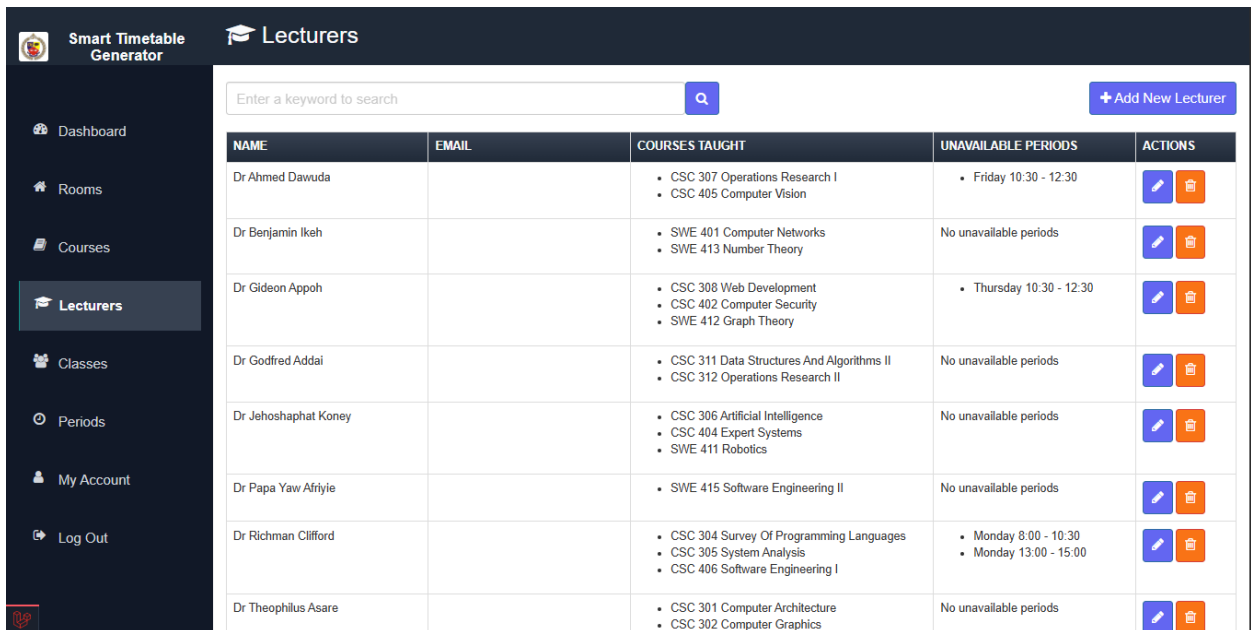 Smart Timetable
Generator
Lecturers
Dashboard
Rooms
Courses
Lecturers
Classes
Periods
My Account
Log Out
Enter a keyword to search
Add New Lecturer
NAME EMAIL COURSES TAUGHT UNAVAILABLE PERIODS ACTIONS
Dr Ahmed Dawuda
CSC 307 Operations Research I
CSC 405 Computer Vision
Friday 10:30 - 12:30
Dr Benjamin Ikeh
SWE 401 Computer Networks
SWE 413 Number Theory
No unavailable periods
Dr Gideon Appoh
CSC 308 Web Development
CSC 402 Computer Security
SWE 412 Graph Theory
Thursday 10:30 - 12:30
Dr Godfred Addai
CSC 311 Data Structures And Algorithms II
CSC 312 Operations Research II
No unavailable periods
Dr Jehoshaphat Koney
CSC 306 Artificial Intelligence
CSC 404 Expert Systems
SWE 411 Robotics
No unavailable periods
Dr Papa Yaw Afriyie
SWE 415 Software Engineering II
No unavailable periods
Dr Richman Clifford
CSC 304 Survey Of Programming Languages
CSC 305 System Analysis
CSC 406 Software Engineering I
Monday 8:00 - 10:30
Monday 13:00 - 15:00
Dr Theophilus Asare
CSC 301 Computer Architecture
CSC 302 Computer Graphics
No unavailable periods